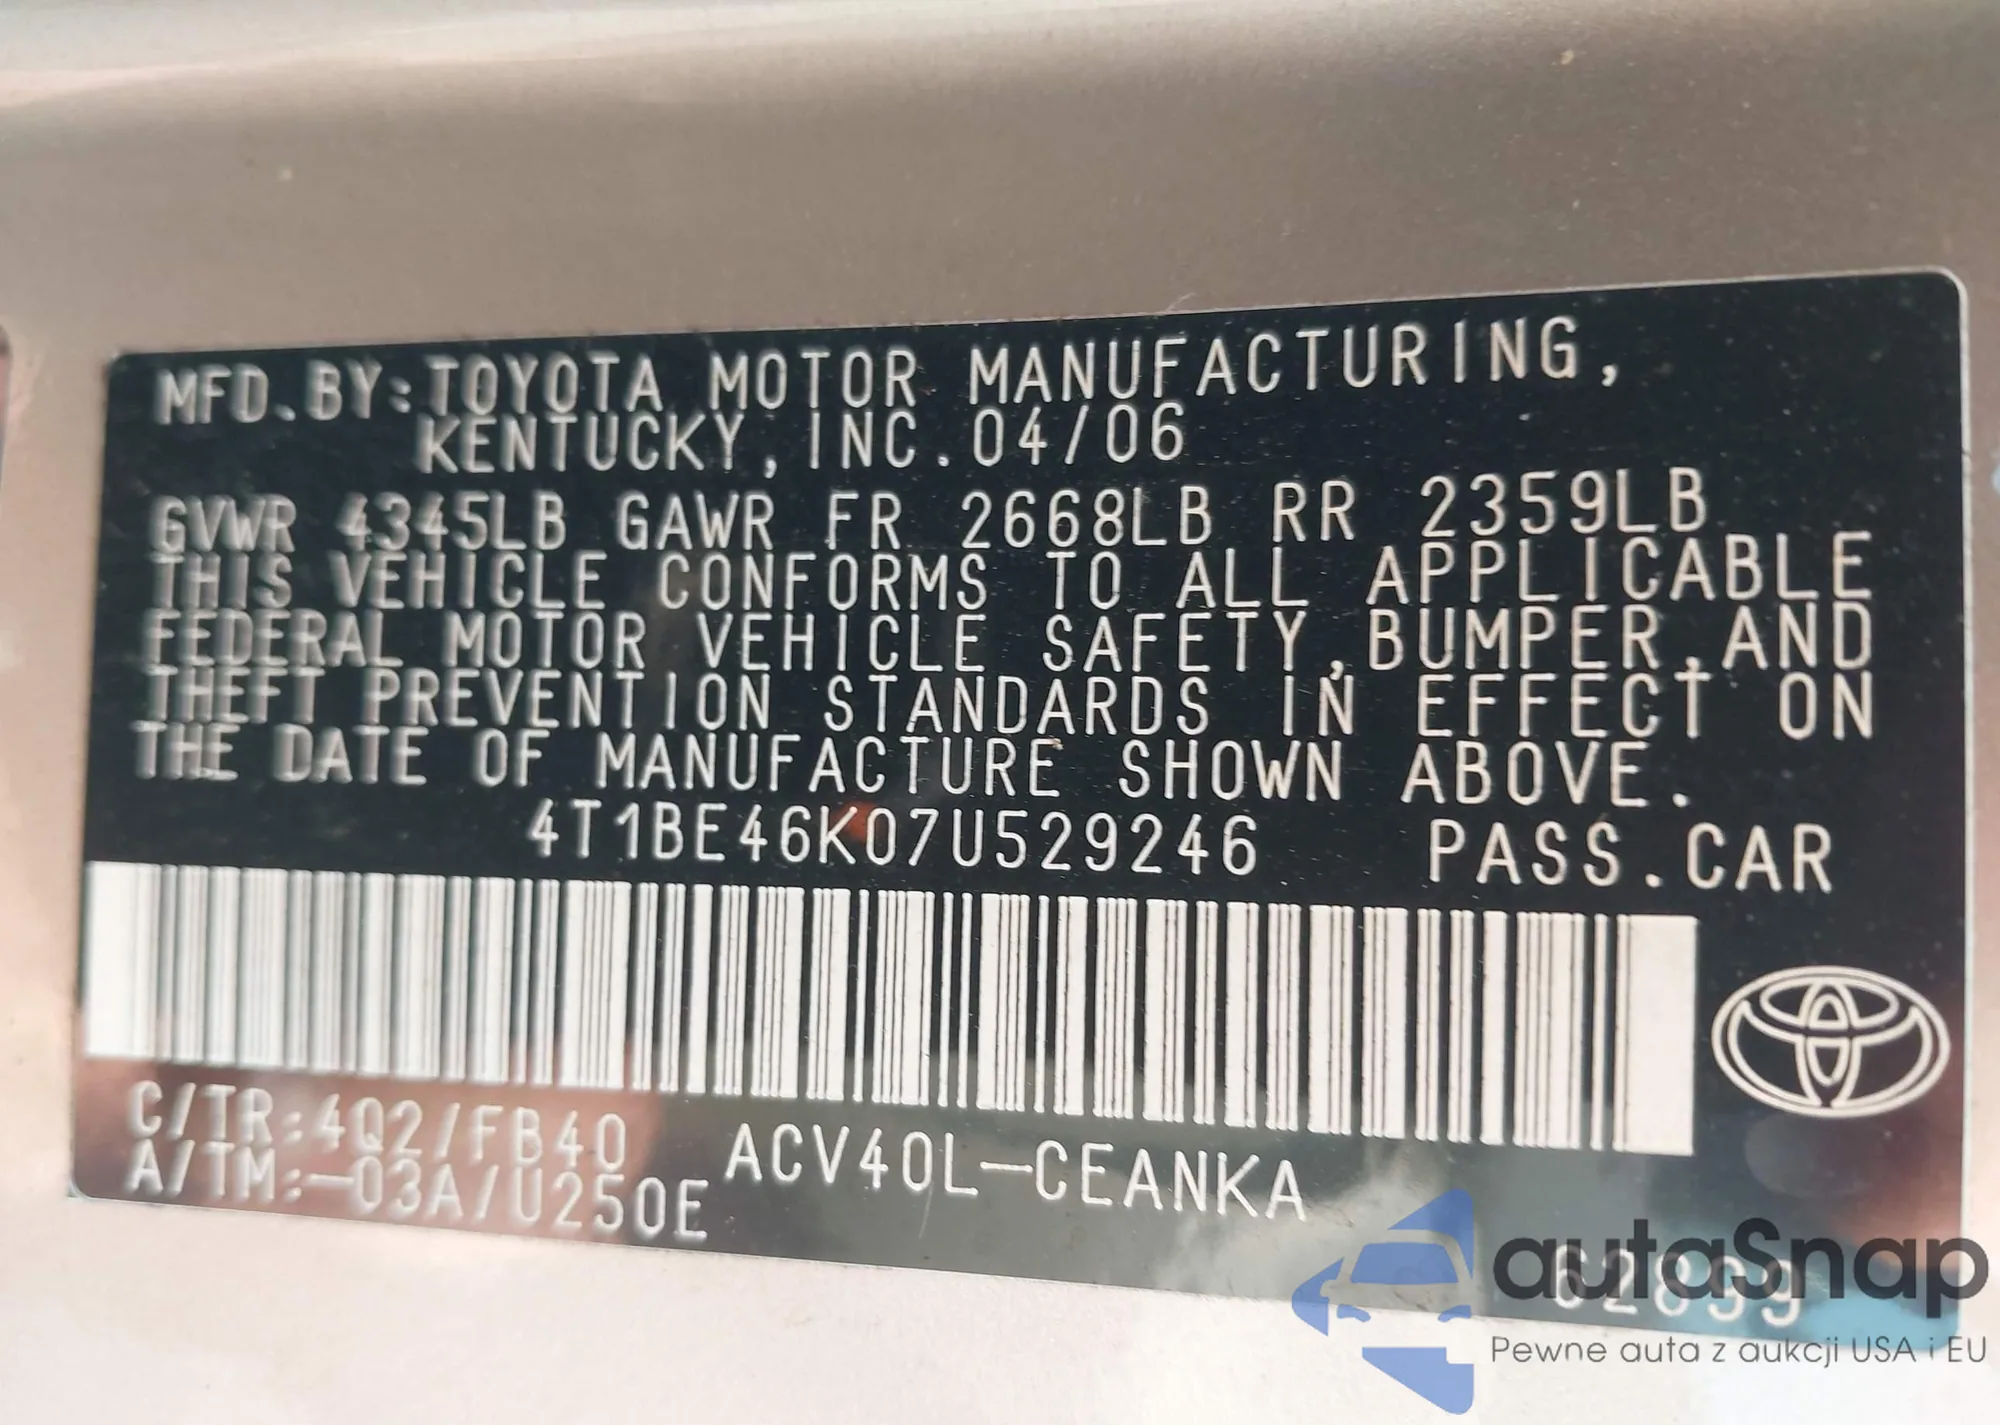 MFD. BY: TOYOTA MOTOR MANUFACTURING,
KENTUCKY, INC. 04/06
GVWR 4345LB GAWR FR 2668LB RR 2359LB
THIS VEHICLE CONFORMS TO ALL APPLICABLE
FEDERAL MOTOR VEHICLE SAFETY, BUMPER, AND
THEFT PREVENTION STANDARDS IN EFFECT ON
THE DATE OF MANUFACTURE SHOWN ABOVE.
4T1BE46K07U529246 PASS. CAR
C/TR: 4Q2/FB40 ACV40L-CEANKA
A/TM: -03A/U250E
62899
autaSnap
Pewne auta z aukcji USA i EU